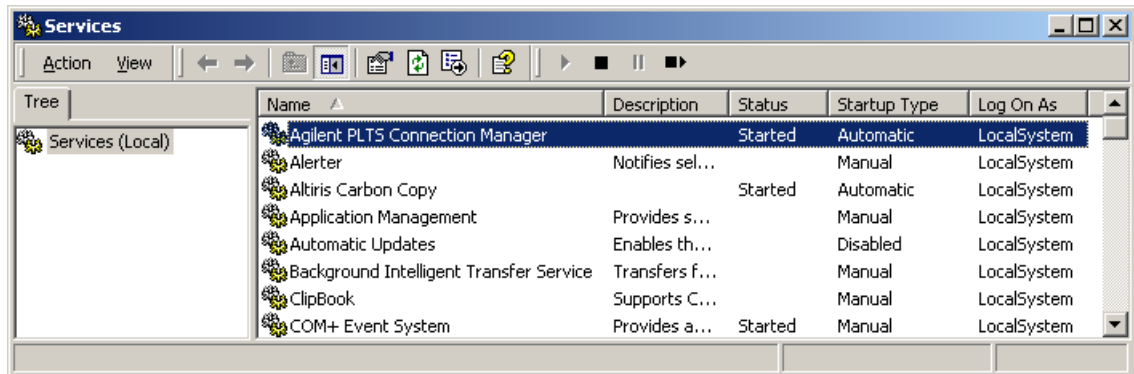 Services
Action View
Tree
Name Description Status Startup Type Log On As
Services (Local)
Agilent PLTS Connection Manager Started Automatic LocalSystem
Alerter Notifies sel... Manual LocalSystem
Altiris Carbon Copy Started Automatic LocalSystem
Application Management Provides s... Manual LocalSystem
Automatic Updates Enables th... Disabled LocalSystem
Background Intelligent Transfer Service Transfers f... Manual LocalSystem
ClipBook Supports C... Manual LocalSystem
COM+ Event System Provides a... Started Manual LocalSystem